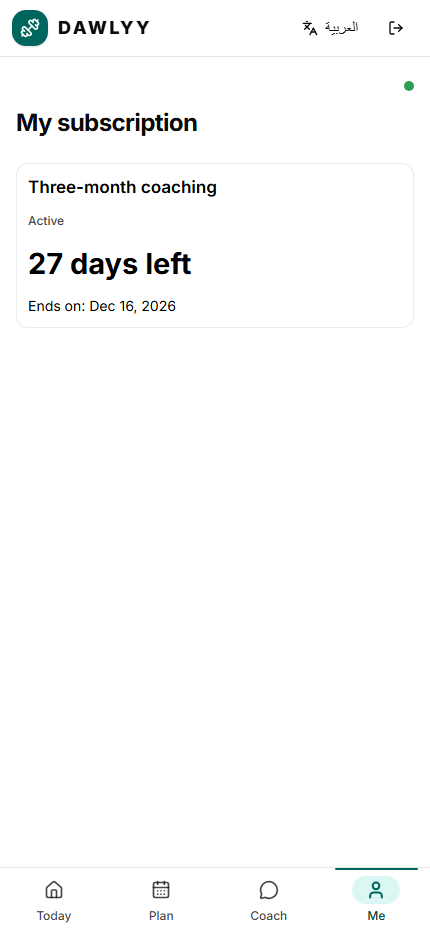 DAWLYY
العربية
My subscription
Three-month coaching
Active
27 days left
Ends on: Dec 16, 2026
Today
Plan
Coach
Me